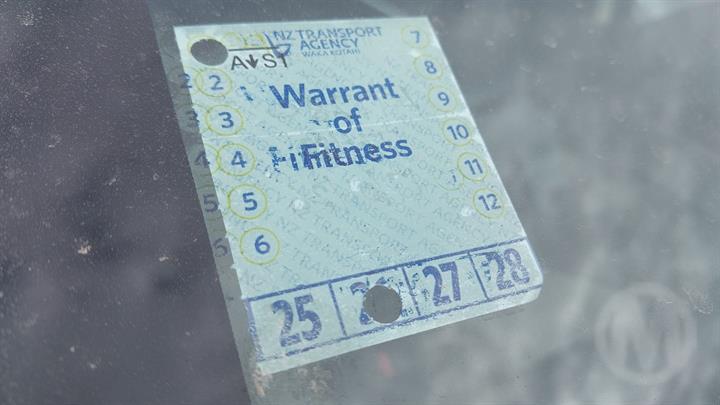 NZ TRANSPORT
AGENCY
WAKA KOTAHI
7
2
8
3
9
4
10
5
11
6
12
Warrant
of
Fitness
25 27 28